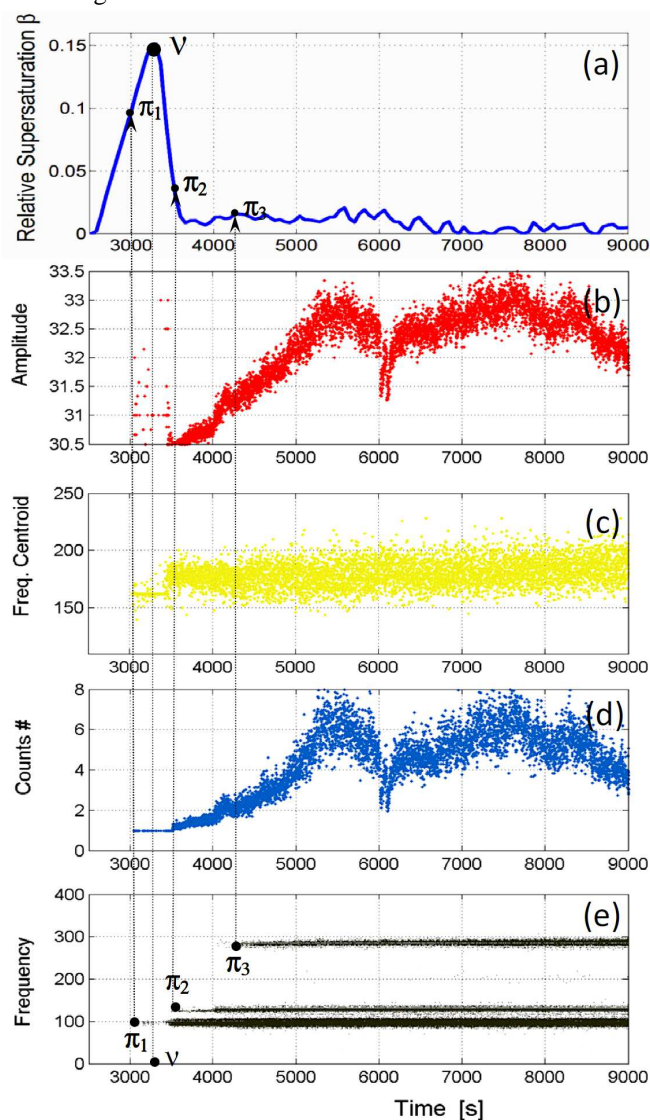 (a)
Relative Supersaturation β
0.15
0.1
0.05
0
ν
π1
π2
π3
3000 4000 5000 6000 7000 8000 9000
(b)
Amplitude
33.5
33
32.5
32
31.5
31
30.5
3000 4000 5000 6000 7000 8000 9000
(c)
Freq. Centroid
250
200
150
3000 4000 5000 6000 7000 8000 9000
(d)
Counts #
8
6
4
2
0
3000 4000 5000 6000 7000 8000 9000
(e)
Frequency
400
300
200
100
0
π3
π2
π1
ν
3000 4000 5000 6000 7000 8000 9000
Time [s]